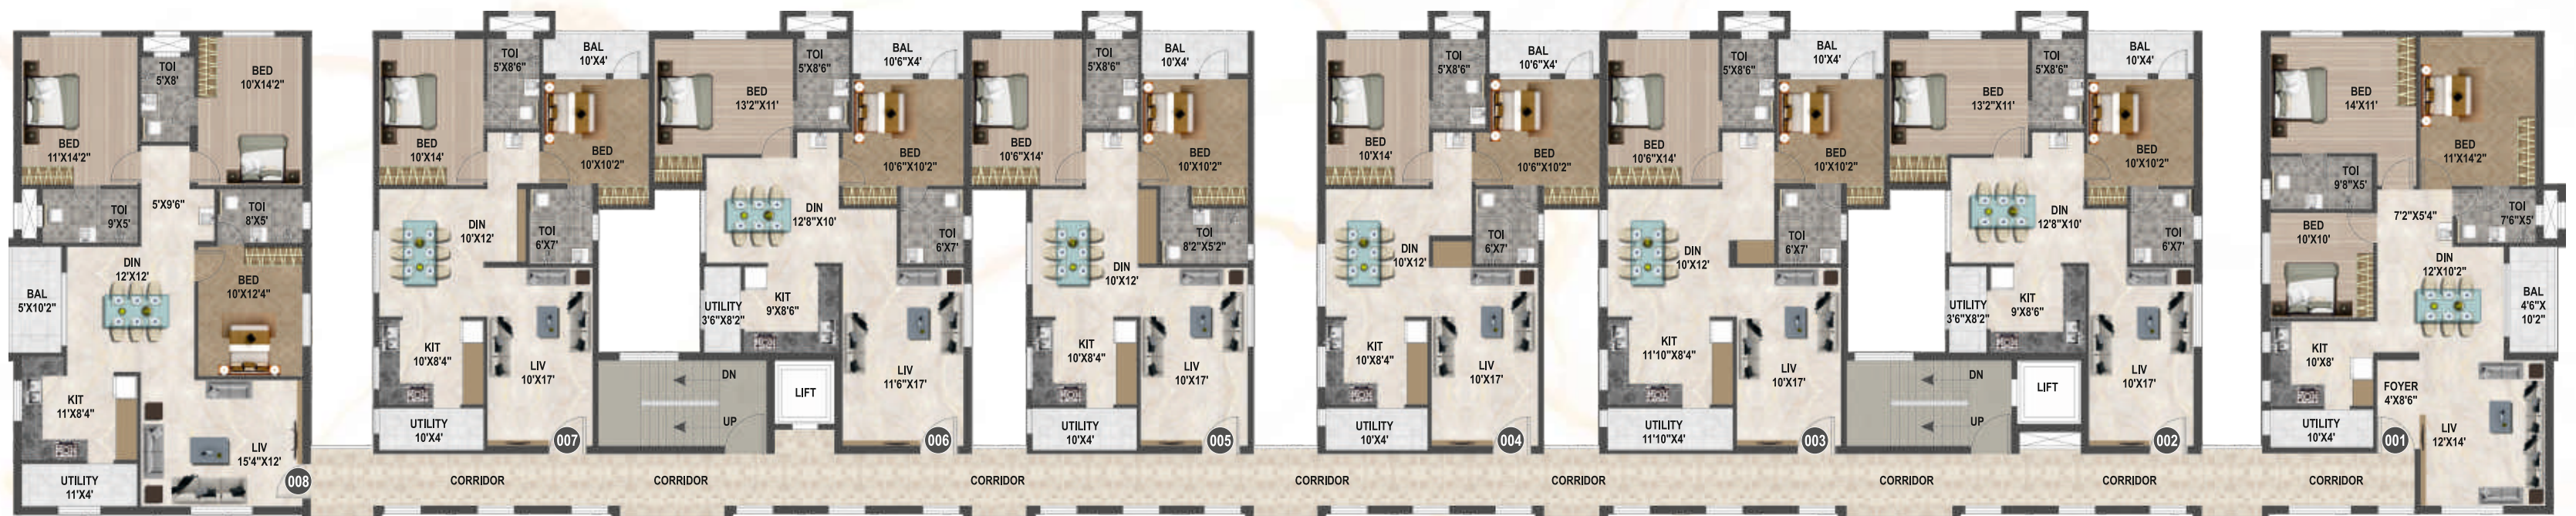 BED
11'X14'2"
TOI
5'X8'
BED
10'X14'2"
TOI
9'X5'
5'X9'6"
TOI
8'X5'
BAL
5'X10'2"
DIN
12'X12'
BED
10'X12'4"
KIT
11'X8'4"
UTILITY
11'X4'
LIV
15'4"X12'
008
BED
10'X14'
TOI
5'X8'6"
BAL
10'X4'
BED
10'X10'2"
DIN
10'X12'
TOI
6'X7'
KIT
10'X8'4"
LIV
10'X17'
UTILITY
10'X4'
007
BED
13'2"X11'
TOI
5'X8'6"
BAL
10'6"X4'
BED
10'6"X10'2"
DIN
12'8"X10'
TOI
6'X7'
UTILITY
3'6"X8'2"
KIT
9'X8'6"
LIV
11'6"X17'
DN
UP
LIFT
006
BED
10'6"X14'
TOI
5'X8'6"
BAL
10'X4'
BED
10'X10'2"
TOI
8'2"X5'2"
DIN
10'X12'
KIT
10'X8'4"
LIV
10'X17'
UTILITY
10'X4'
005
BED
10'X14'
TOI
5'X8'6"
BAL
10'6"X4'
BED
10'6"X10'2"
DIN
10'X12'
TOI
6'X7'
KIT
10'X8'4"
LIV
10'X17'
UTILITY
10'X4'
004
BED
10'6"X14'
TOI
5'X8'6"
BAL
10'X4'
BED
10'X10'2"
DIN
10'X12'
TOI
6'X7'
KIT
11'10"X8'4"
LIV
10'X17'
UTILITY
11'10"X4'
003
BED
13'2"X11'
TOI
5'X8'6"
BAL
10'X4'
BED
10'X10'2"
DIN
12'8"X10'
TOI
6'X7'
UTILITY
3'6"X8'2"
KIT
9'X8'6"
LIV
10'X17'
DN
UP
LIFT
002
BED
14'X11'
BED
11'X14'2"
TOI
9'8"X5'
7'2"X5'4"
TOI
7'6"X5'
BED
10'X10'
DIN
12'X10'2"
BAL
4'6"X
10'2"
KIT
10'X8'
FOYER
4'X8'6"
UTILITY
10'X4'
LIV
12'X14'
001
CORRIDOR
CORRIDOR
CORRIDOR
CORRIDOR
CORRIDOR
CORRIDOR
CORRIDOR
CORRIDOR